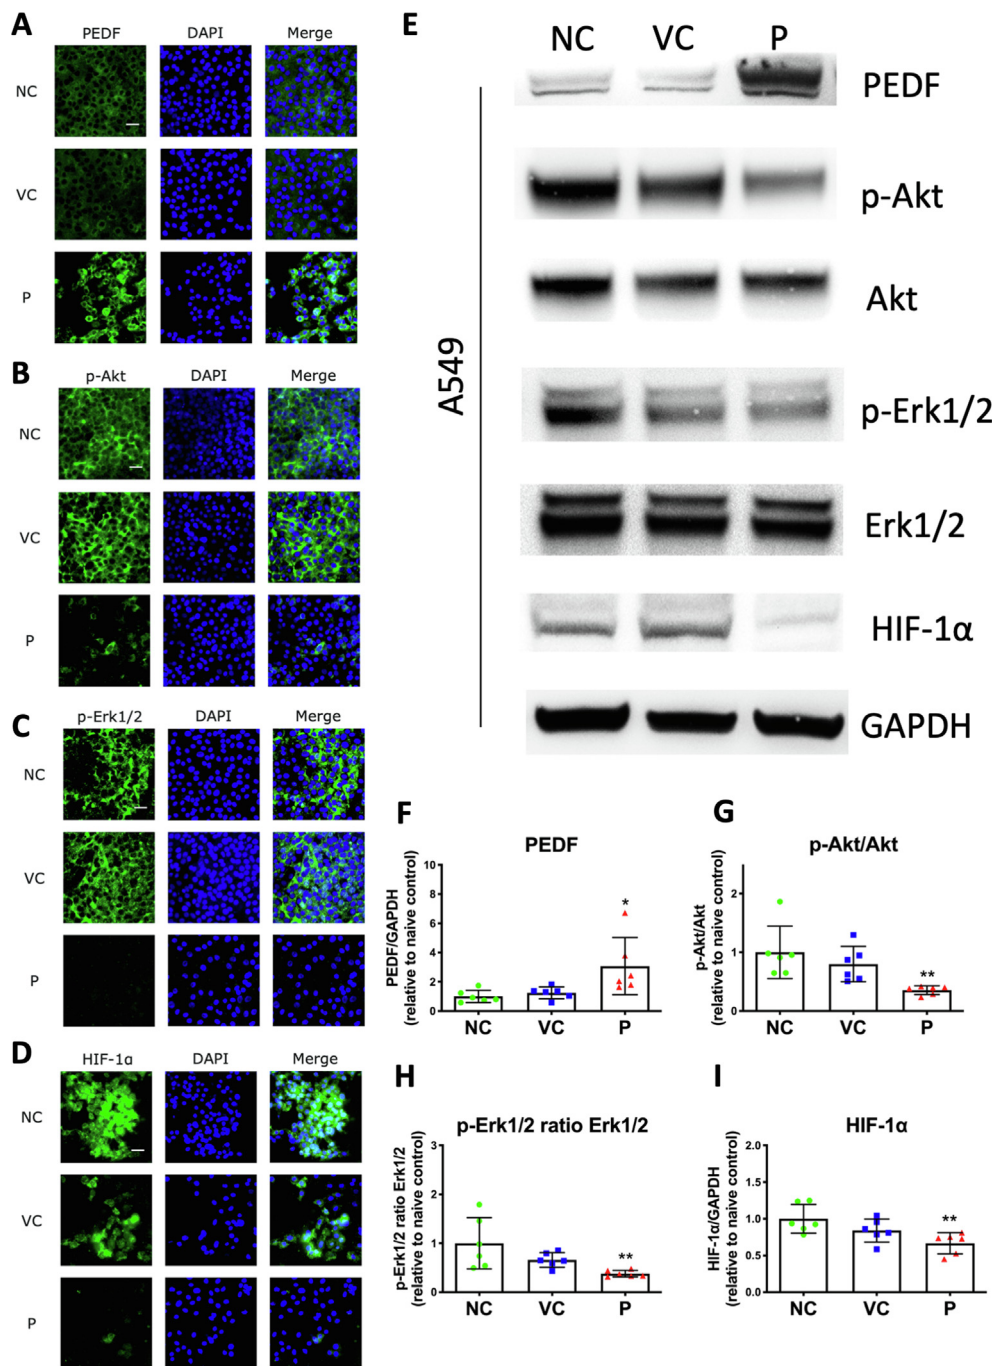 A
PEDF DAPI Merge
NC
VC
P
B
p-Akt DAPI Merge
NC
VC
P
C
p-Erk1/2 DAPI Merge
NC
VC
P
D
HIF-1α DAPI Merge
NC
VC
P
E
NC VC P
A549
PEDF
p-Akt
Akt
p-Erk1/2
Erk1/2
HIF-1α
GAPDH
F
PEDF
PEDF/GAPDH
(relative to naive control)
10
8
6
4
2
0
*
NC VC P
G
p-Akt/Akt
p-Akt/Akt
(relative to naive control)
2
1
0
**
NC VC P
H
p-Erk1/2 ratio Erk1/2
p-Erk1/2 ratio Erk1/2
(relative to naive control)
3
2
1
0
**
NC VC P
I
HIF-1α
HIF-1α/GAPDH
(relative to naive control)
2.0
1.5
1.0
0.5
0.0
**
NC VC P